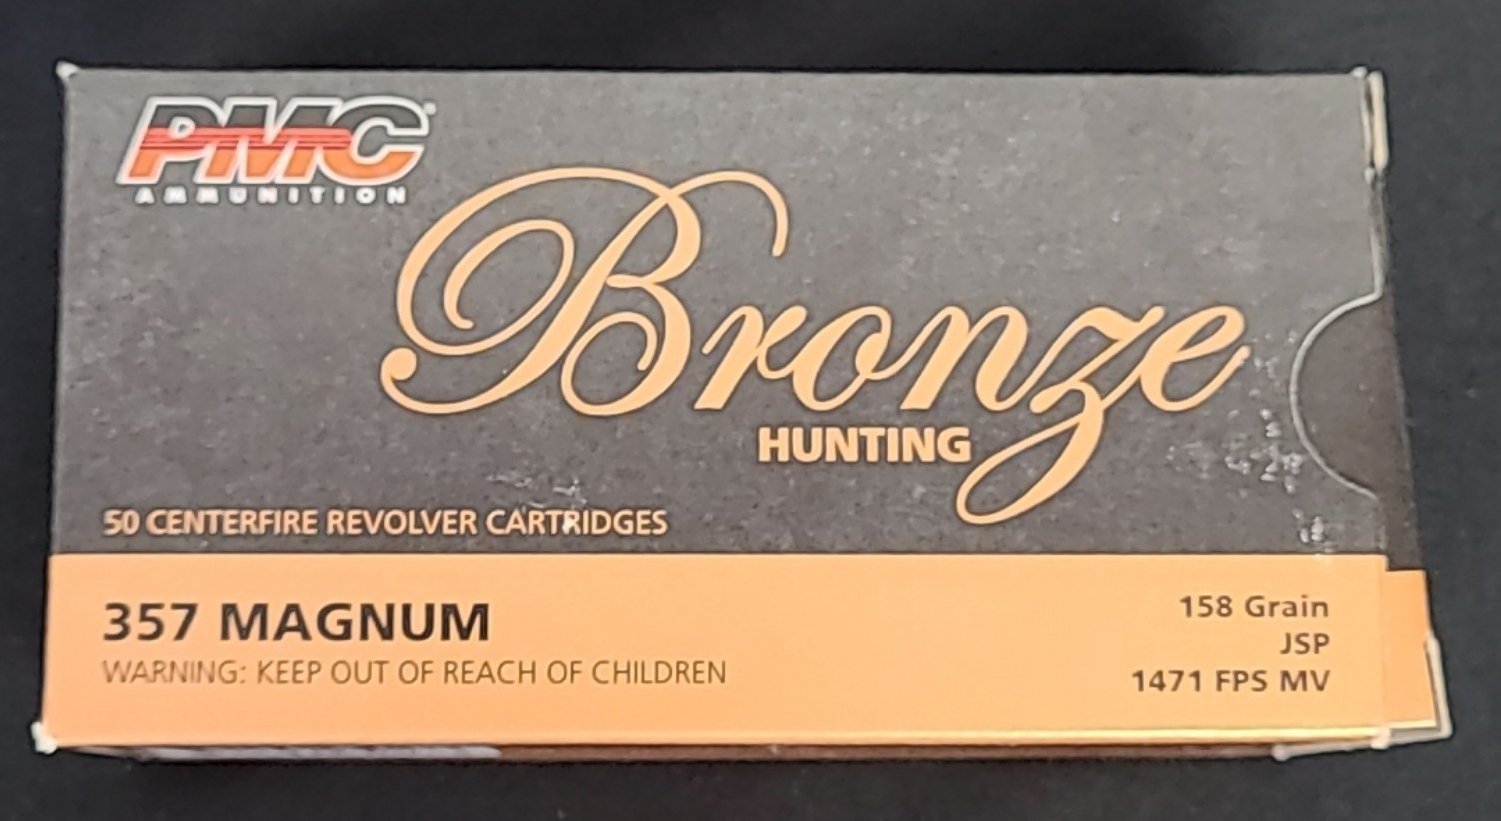 PMC®
AMMUNITION
Bronze
HUNTING
50 CENTERFIRE REVOLVER CARTRIDGES
357 MAGNUM
WARNING: KEEP OUT OF REACH OF CHILDREN
158 Grain
JSP
1471 FPS MV